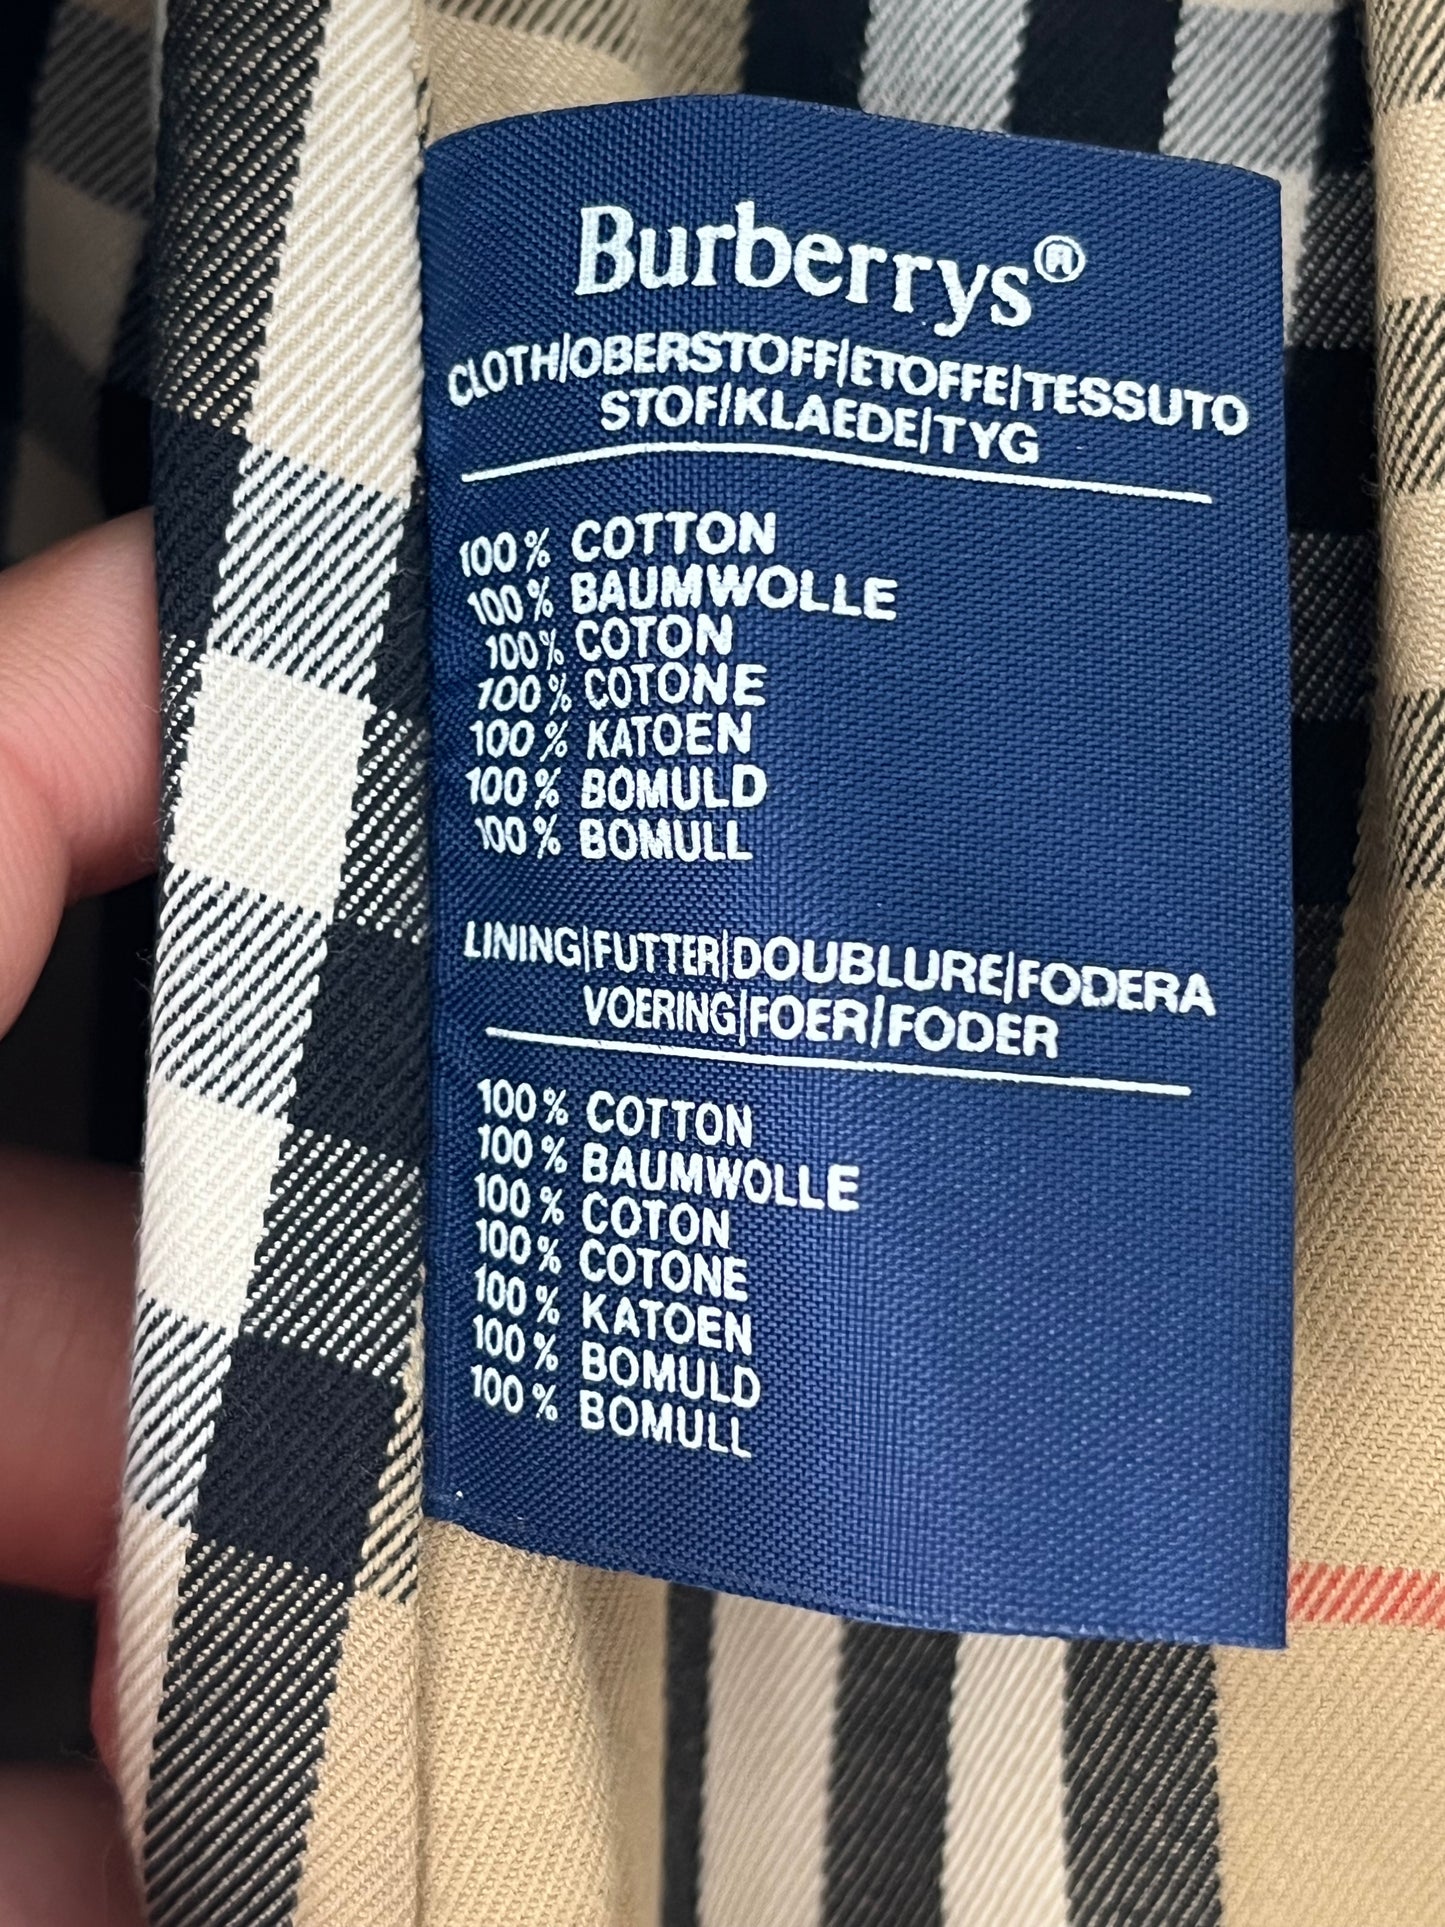 Burberrys®
CLOTH/OBERSTOFF/ETOFFE/TESSUTO
STOF/KLAEDE/TYG
100% COTTON
100% BAUMWOLLE
100% COTON
100% COTONE
100% KATOEN
100% BOMULD
100% BOMULL
LINING/FUTTER/DOUBLURE/FODERA
VOERING/FOER/FODER
100% COTTON
100% BAUMWOLLE
100% COTON
100% COTONE
100% KATOEN
100% BOMULD
100% BOMULL